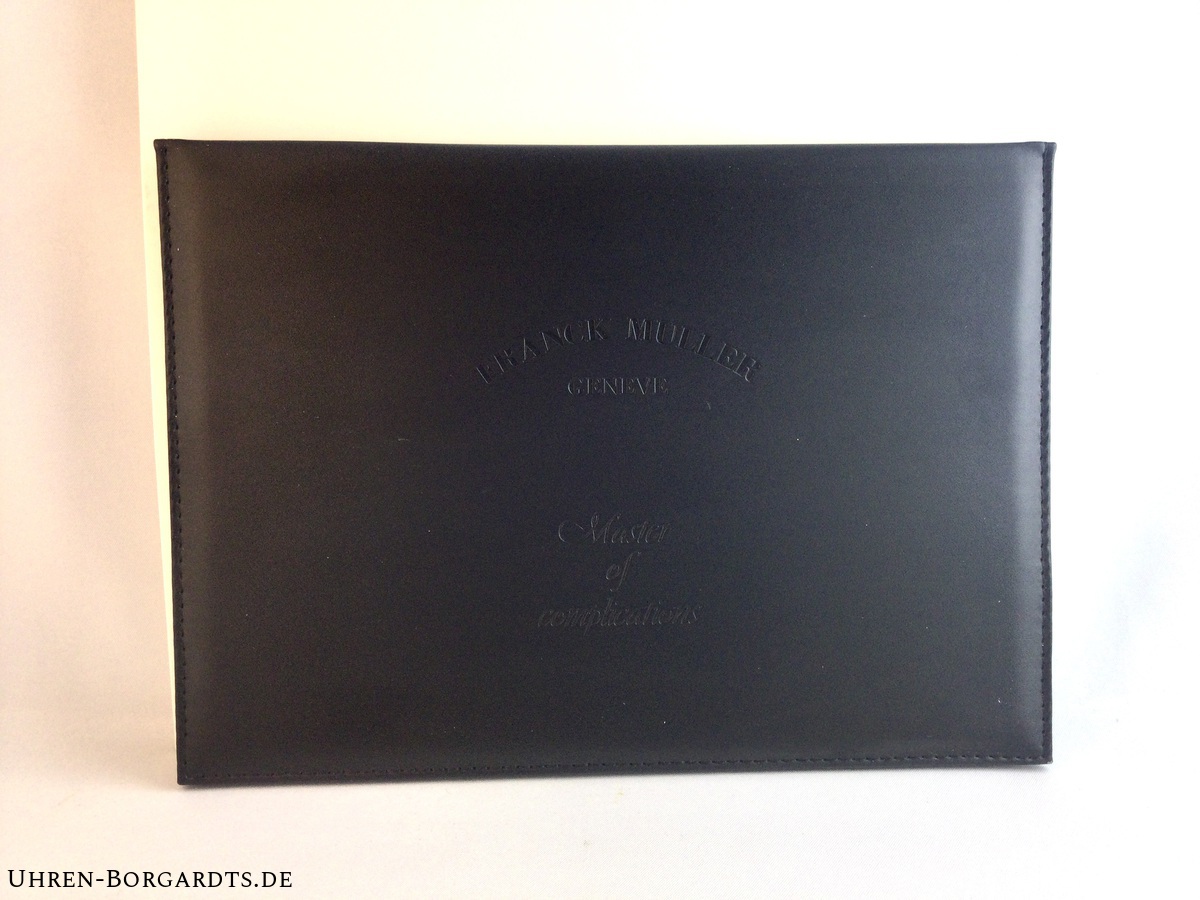 FRANCK MULLER
GENEVE
Master
of
complications
UHREN-BORGARDTS.DE